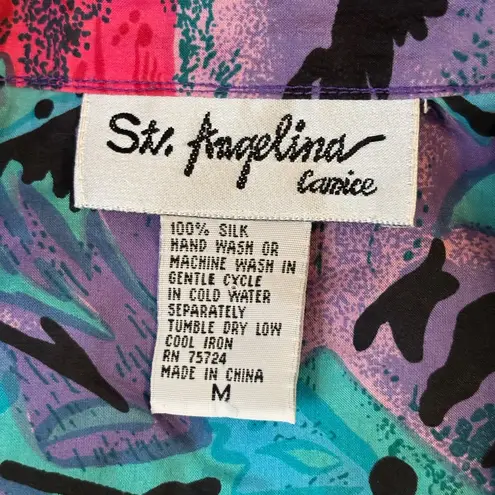 St. Angelina
Canice
100% SILK
HAND WASH OR
MACHINE WASH IN
GENTLE CYCLE
IN COLD WATER
SEPARATELY
TUMBLE DRY LOW
COOL IRON
RN 75724
MADE IN CHINA
M